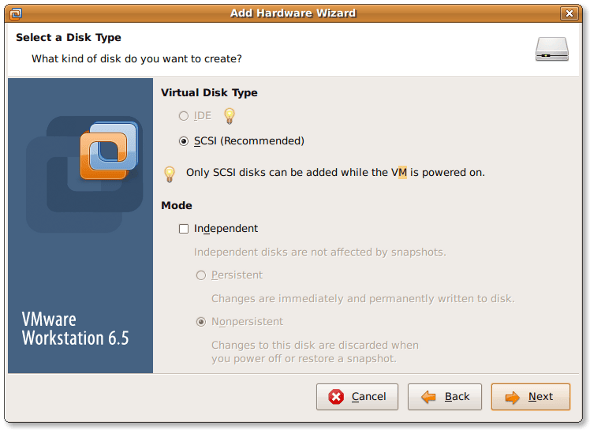 Add Hardware Wizard
Select a Disk Type
What kind of disk do you want to create?
Virtual Disk Type
IDE
SCSI (Recommended)
Only SCSI disks can be added while the VM is powered on.
Mode
Independent
Independent disks are not affected by snapshots.
Persistent
Changes are immediately and permanently written to disk.
Nonpersistent
Changes to this disk are discarded when
you power off or restore a snapshot.
VMware
Workstation 6.5
Cancel
Back
Next